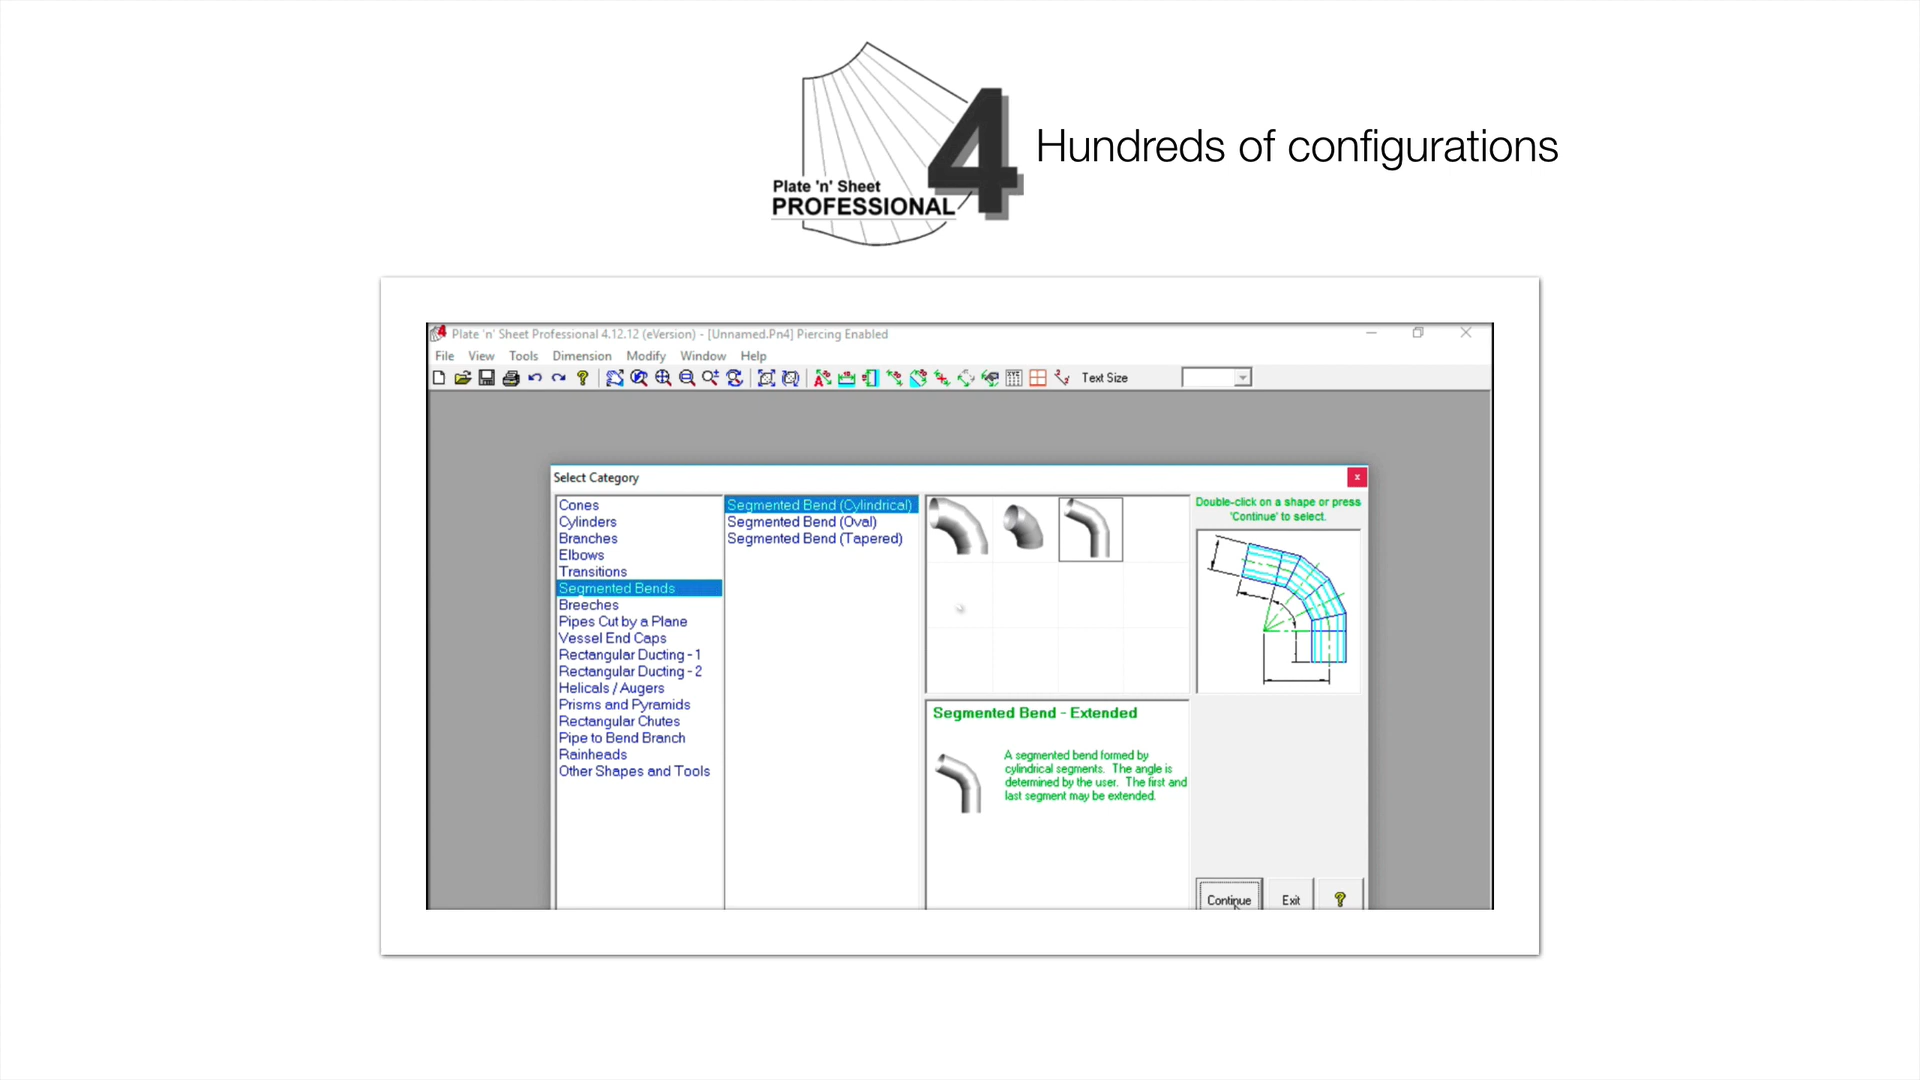 4
Hundreds of configurations
Plate 'n' Sheet
PROFESSIONAL
Plate 'n' Sheet Professional 4.12.12 (eVersion) - [Unnamed.Pn4] Piercing Enabled
File View Tools Dimension Modify Window Help
Text Size
Select Category
Cones
Cylinders
Branches
Elbows
Transitions
Segmented Bends
Breeches
Pipes Cut by a Plane
Vessel End Caps
Rectangular Ducting - 1
Rectangular Ducting - 2
Helicals / Augers
Prisms and Pyramids
Rectangular Chutes
Pipe to Bend Branch
Rainheads
Other Shapes and Tools
Segmented Bend (Cylindrical)
Segmented Bend (Oval)
Segmented Bend (Tapered)
Double-click on a shape or press
'Continue' to select.
Segmented Bend - Extended
A segmented bend formed by
cylindrical segments. The angle is
determined by the user. The first and
last segment may be extended.
Continue
Exit
?